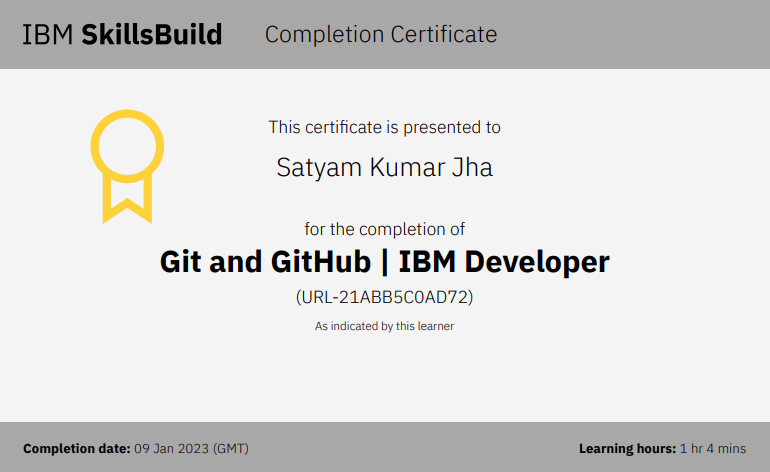 IBM SkillsBuild Completion Certificate
This certificate is presented to
Satyam Kumar Jha
for the completion of
Git and GitHub | IBM Developer
(URL-21ABB5C0AD72)
As indicated by this learner
Completion date: 09 Jan 2023 (GMT) Learning hours: 1 hr 4 mins